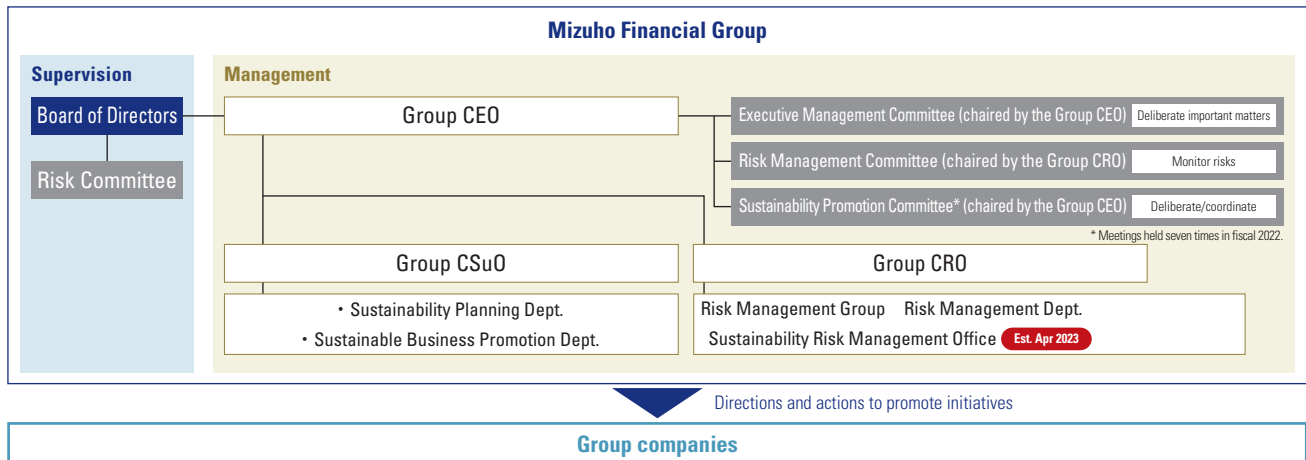 Mizuho Financial Group
Supervision
Board of Directors
Risk Committee
Management
Group CEO
Executive Management Committee (chaired by the Group CEO) Deliberate important matters
Risk Management Committee (chaired by the Group CRO) Monitor risks
Sustainability Promotion Committee* (chaired by the Group CEO) Deliberate/coordinate
* Meetings held seven times in fiscal 2022.
Group CSuO
・Sustainability Planning Dept.
・Sustainable Business Promotion Dept.
Group CRO
Risk Management Group Risk Management Dept.
Sustainability Risk Management Office Est. Apr 2023
Directions and actions to promote initiatives
Group companies